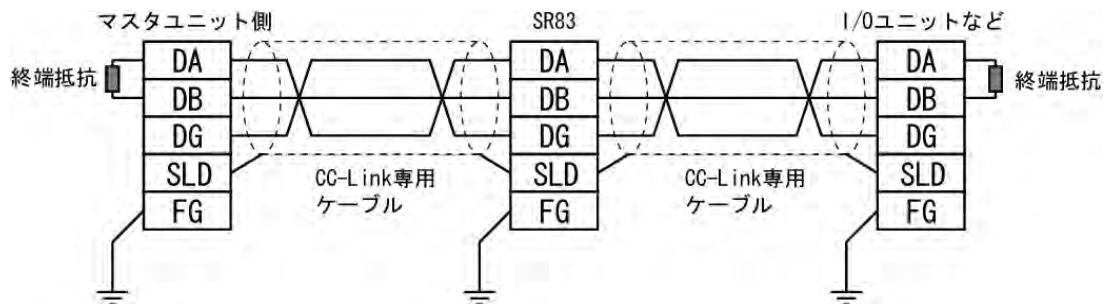 マスタユニット側
SR83
I/Oユニットなど
終端抵抗
DA
DB
DG
SLD
FG
CC-Link専用
ケーブル
DA
DB
DG
SLD
FG
CC-Link専用
ケーブル
DA
DB
DG
SLD
FG
終端抵抗